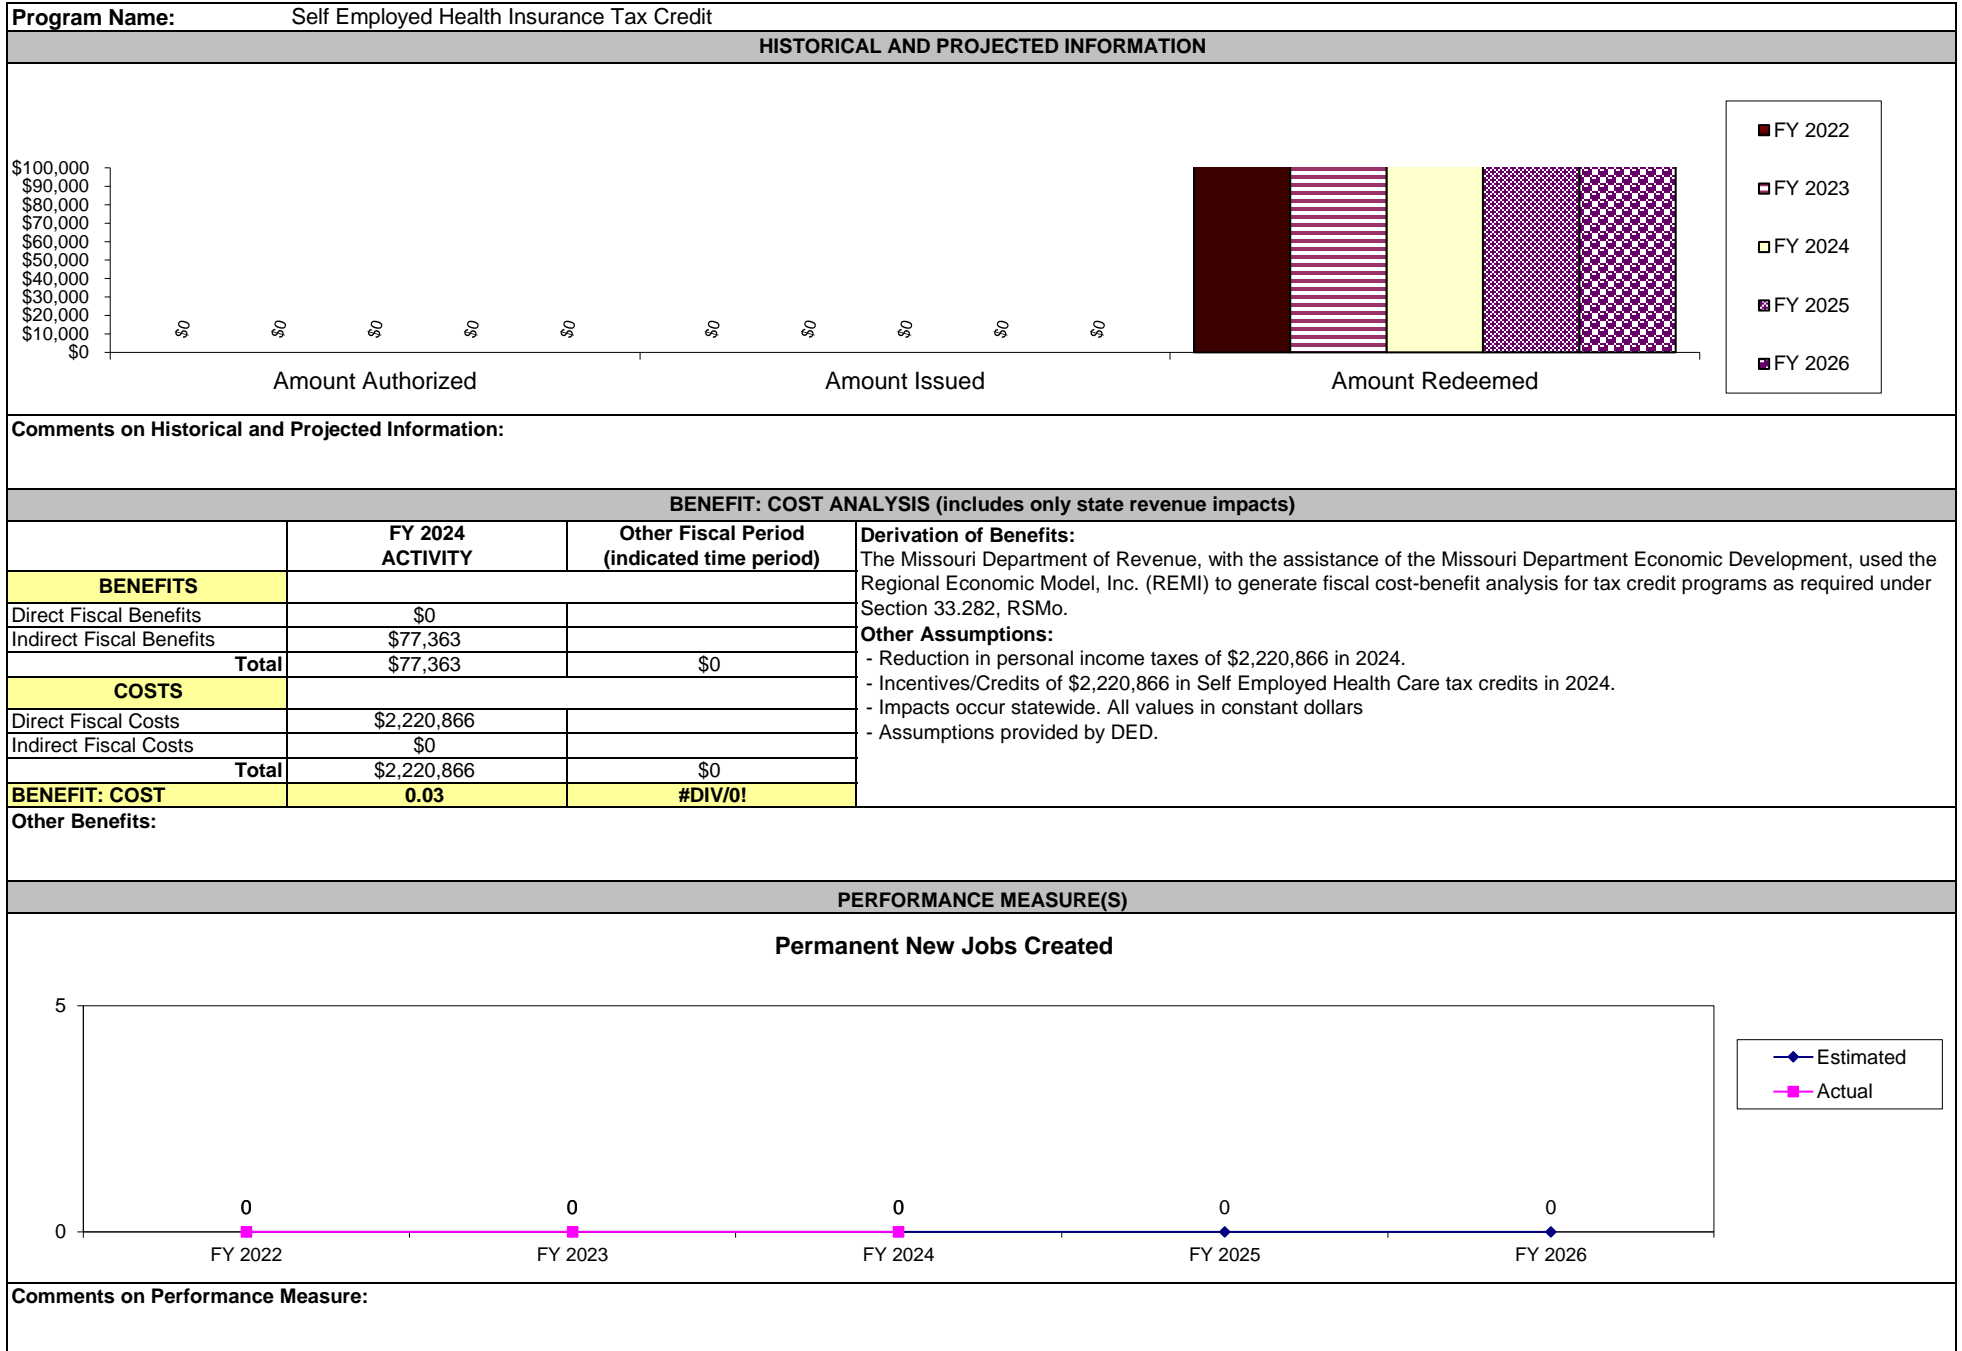 Program Name: Self Employed Health Insurance Tax Credit
HISTORICAL AND PROJECTED INFORMATION
$100,000
$90,000
$80,000
$70,000
$60,000
$50,000
$40,000
$30,000
$20,000
$10,000
$0
$0 $0 $0 $0 $0 $0 $0 $0 $0 $0
Amount Authorized Amount Issued Amount Redeemed
FY 2022
FY 2023
FY 2024
FY 2025
FY 2026
Comments on Historical and Projected Information:
BENEFIT: COST ANALYSIS (includes only state revenue impacts)
FY 2024
ACTIVITY
Other Fiscal Period
(indicated time period)
BENEFITS
Direct Fiscal Benefits $0
Indirect Fiscal Benefits $77,363
Total $77,363 $0
COSTS
Direct Fiscal Costs $2,220,866
Indirect Fiscal Costs $0
Total $2,220,866 $0
BENEFIT: COST 0.03 #DIV/0!
Derivation of Benefits:
The Missouri Department of Revenue, with the assistance of the Missouri Department Economic Development, used the
Regional Economic Model, Inc. (REMI) to generate fiscal cost-benefit analysis for tax credit programs as required under
Section 33.282, RSMo.
Other Assumptions:
- Reduction in personal income taxes of $2,220,866 in 2024.
- Incentives/Credits of $2,220,866 in Self Employed Health Care tax credits in 2024.
- Impacts occur statewide. All values in constant dollars
- Assumptions provided by DED.
Other Benefits:
PERFORMANCE MEASURE(S)
Permanent New Jobs Created
5
0
0 0 0 0 0
FY 2022 FY 2023 FY 2024 FY 2025 FY 2026
Estimated
Actual
Comments on Performance Measure: